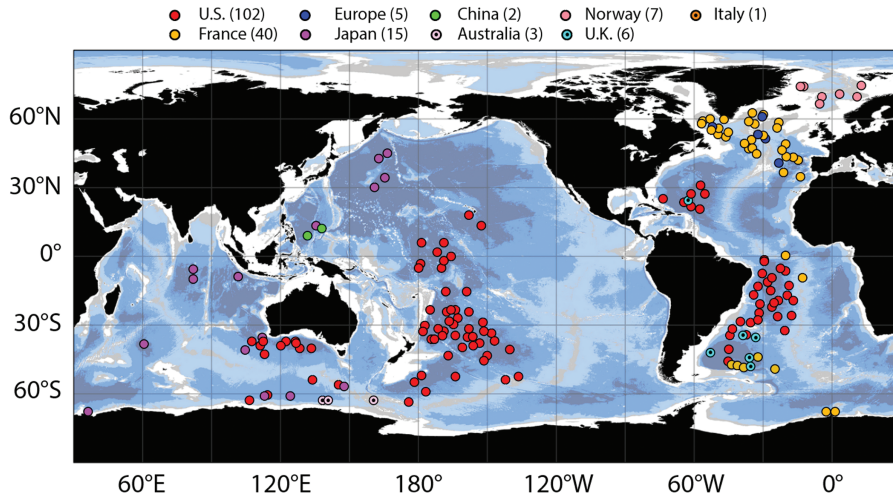 U.S. (102) Europe (5) China (2) Norway (7) Italy (1)
France (40) Japan (15) Australia (3) U.K. (6)
60°N
30°N
0°
30°S
60°S
60°E 120°E 180° 120°W 60°W 0°